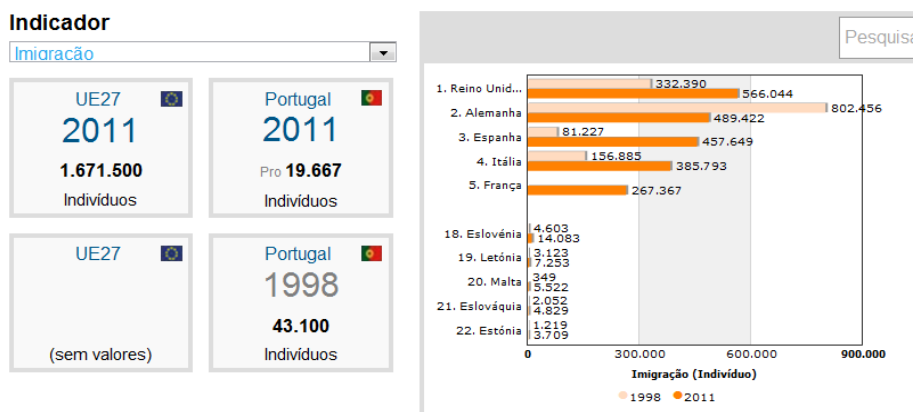 Indicador
Imigração
UE27
2011
1.671.500
Indivíduos
Portugal
2011
Pro 19.667
Indivíduos
UE27
(sem valores)
Portugal
1998
43.100
Indivíduos
Pesquisa
1. Reino Unid... 332.390
566.044
2. Alemanha 802.456
489.422
3. Espanha 81.227
457.649
4. Itália 156.885
385.793
5. França 267.367
18. Eslovénia 4.603
14.083
19. Letónia 3.123
7.253
20. Malta 349
5.522
21. Eslováquia 2.052
4.829
22. Estónia 1.219
3.709
0 300.000 600.000 900.000
Imigração (Indivíduo)
1998 2011